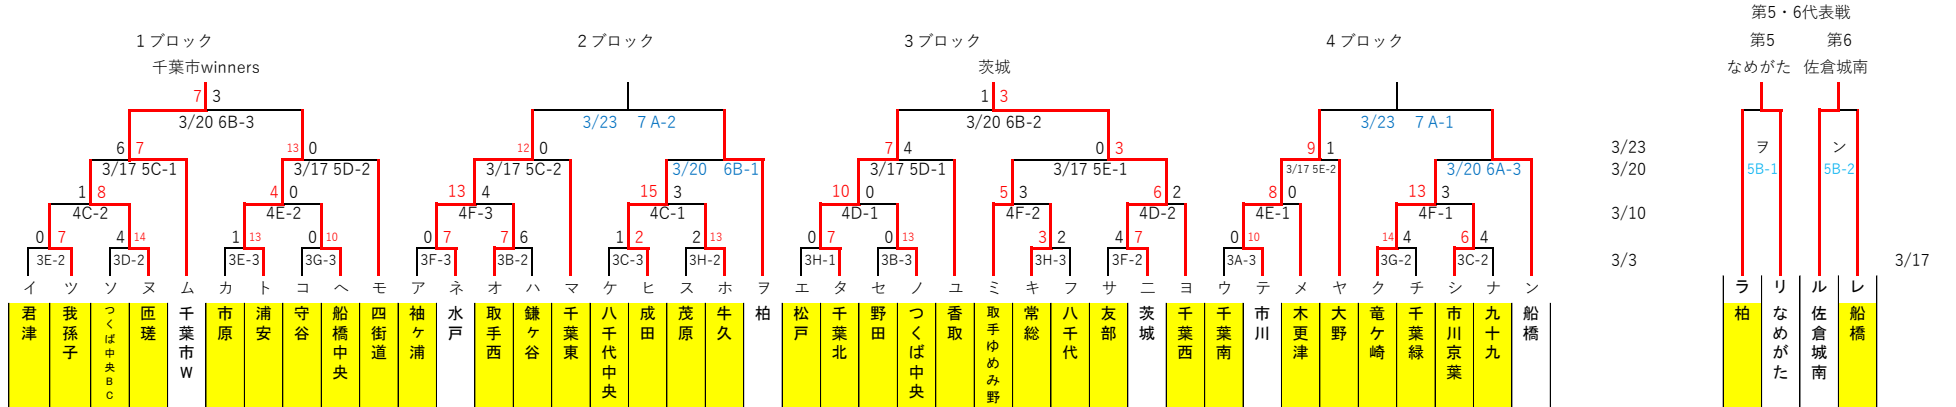 第5・6代表戦
1ブロック 2ブロック 3ブロック 4ブロック 第5 第6
千葉市winners 茨城 なめがた 佐倉城南
7 3 1 3
3/20 6B-3 3/23 7A-2 3/20 6B-2 3/23 7A-1
6 7 13 0 12 0 7 4 0 3 9 1 3/23 ヲ ン
3/17 5C-1 3/17 5D-2 3/17 5C-2 3/20 6B-1 3/17 5D-1 3/17 5E-1 3/17 5E-2 3/20 6A-3 3/20 5B-1 5B-2
1 8 4 0 13 4 15 3 10 0 5 3 6 2 8 0 13 3
4C-2 4E-2 4F-3 4C-1 4D-1 4F-2 4D-2 4E-1 4F-1 3/10
0 7 4 14 1 13 0 10 0 7 7 6 1 2 2 13 0 7 0 13 3 2 4 7 0 10 14 4 6 4
3E-2 3D-2 3E-3 3G-3 3F-3 3B-2 3C-3 3H-2 3H-1 3B-3 3H-3 3F-2 3A-3 3G-2 3C-2 3/3 3/17
イ ツ ソ ヌ ム カ ト コ ヘ モ ア ネ オ ハ マ ケ ヒ ス ホ ヲ エ タ セ ノ ユ ミ キ フ サ ニ ヨ ウ テ メ ヤ ク チ シ ナ ン ラ リ ル レ
君津
我孫子
つくば中央BC
匝瑳
千葉市W
市原
浦安
守谷
船橋中央
四街道
袖ヶ浦
水戸
取手西
鎌ヶ谷
千葉東
八千代中央
成田
茂原
牛久
柏
松戸
千葉北
野田
つくば中央
香取
取手ゆめみ野
常総
八千代
友部
茨城
千葉西
千葉南
市川
木更津
大野
竜ケ崎
千葉緑
市川京葉
九十九
船橋
柏
なめがた
佐倉城南
船橋